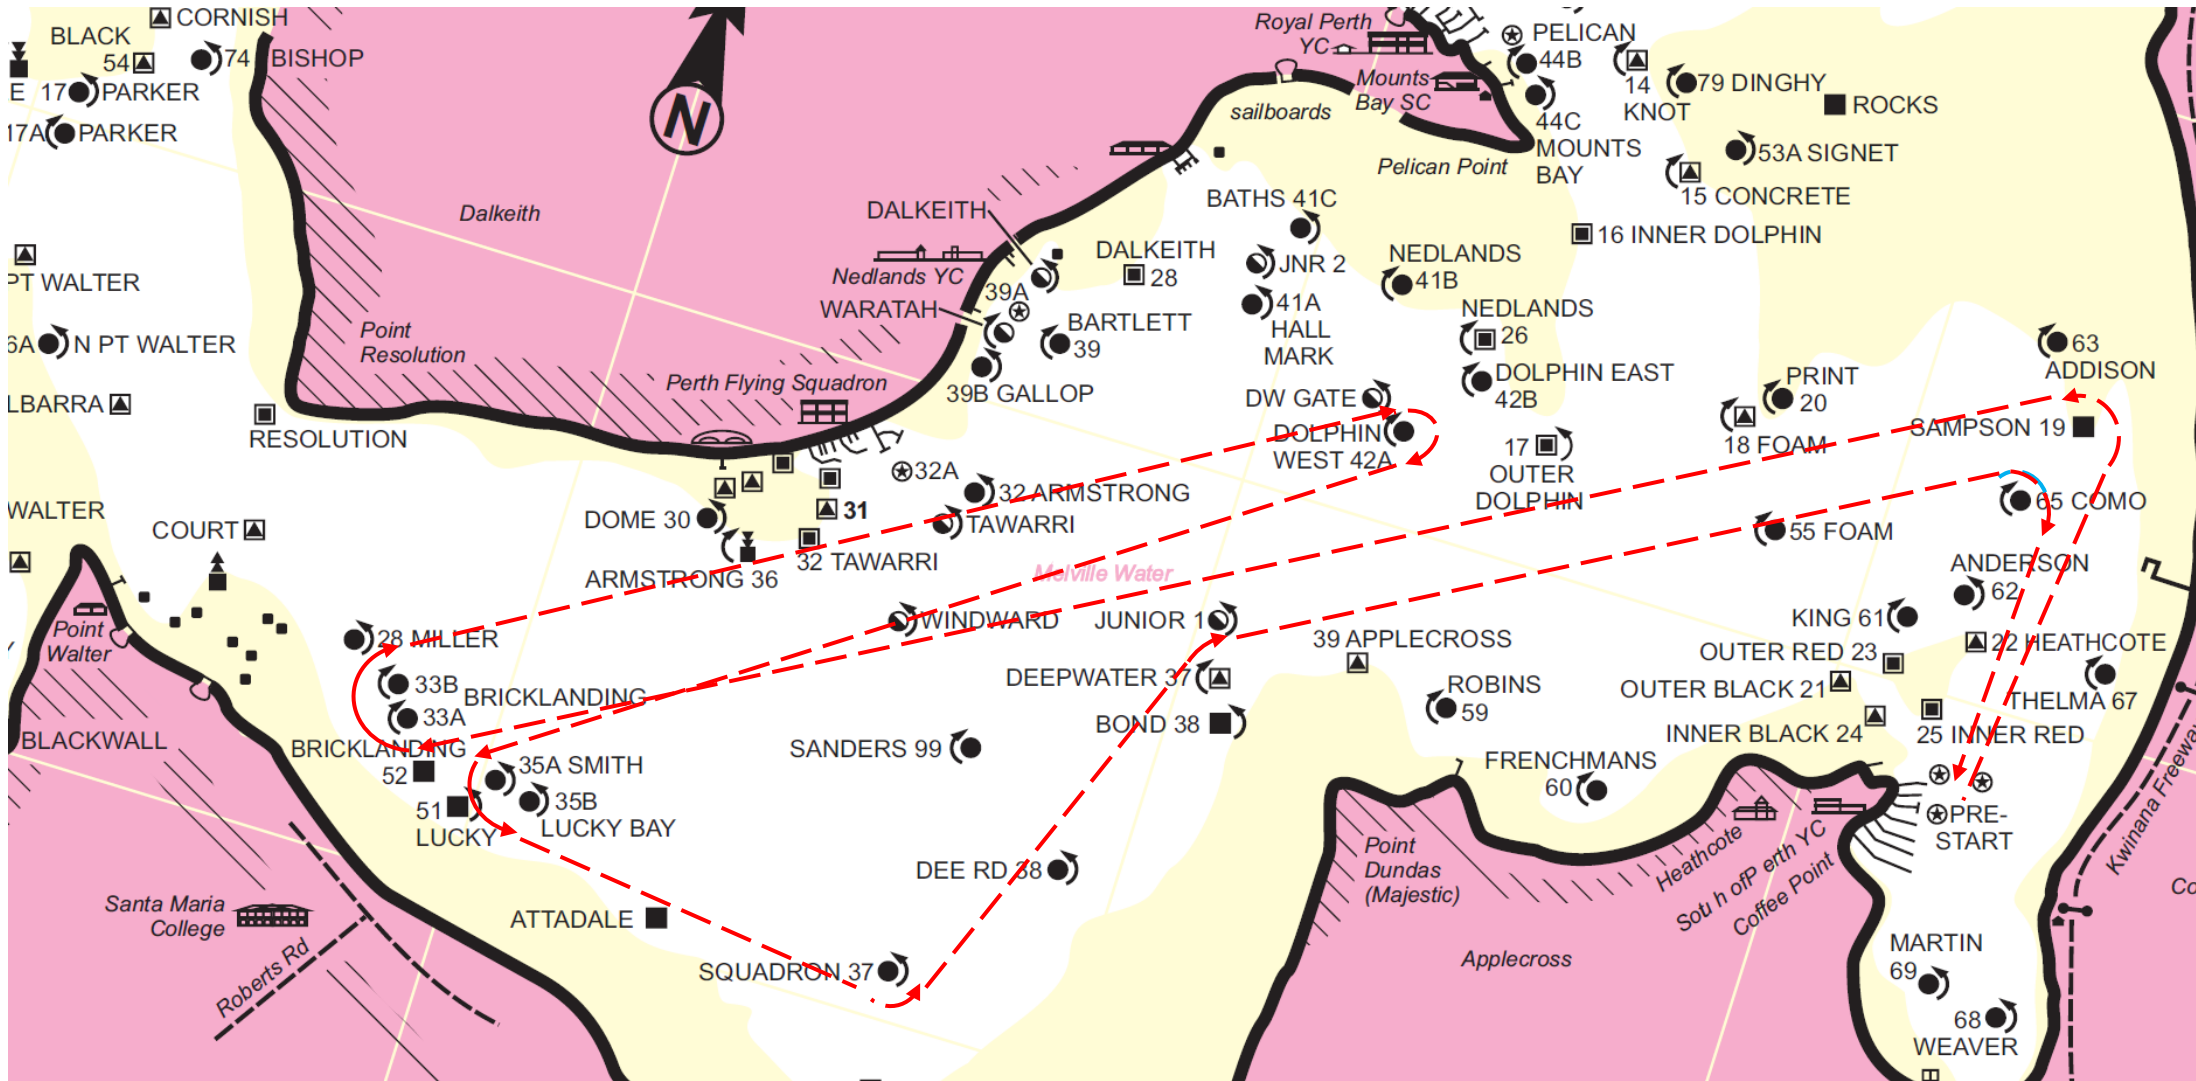 CORNISH
BLACK
54
74
BISHOP
E 17
PARKER
17A
PARKER
PT WALTER
6A
N PT WALTER
LBARRA
WALTER
RESOLUTION
COURT
Dalkeith
N
Point
Resolution
Perth Flying Squadron
Nedlands YC
DALKEITH
WARATAH
39A
BARTLETT
39
39B GALLOP
DALKEITH
28
Royal Perth
YC
Mounts
Bay SC
sailboards
Pelican Point
PELICAN
44B
44C
MOUNTS
BAY
14
KNOT
79 DINGHY
ROCKS
53A SIGNET
15 CONCRETE
16 INNER DOLPHIN
BATHS 41C
JNR 2
41A
HALL
MARK
NEDLANDS
41B
NEDLANDS
26
DOLPHIN EAST
42B
DW GATE
DOLPHIN
WEST 42A
17
OUTER
DOLPHIN
PRINT
20
18 FOAM
63
ADDISON
SAMPSON 19
65 COMO
55 FOAM
ANDERSON
62
KING 61
22 HEATHCOTE
OUTER RED 23
OUTER BLACK 21
THELMA 67
INNER BLACK 24
25 INNER RED
32A
32 ARMSTRONG
TAWARRI
DOME 30
31
32 TAWARRI
ARMSTRONG 36
Melville Water
WINDWARD
JUNIOR 1
39 APPLECROSS
DEEPWATER 37
BOND 38
ROBINS
59
FRENCHMANS
60
SANDERS 99
28 MILLER
33B
BRICKLANDING
33A
BRICKLANDING
52
35A SMITH
35B
LUCKY BAY
51
LUCKY
Point
Walter
BLACKWALL
DEE RD 38
ATTADALE
SQUADRON 37
Santa Maria
College
Roberts Rd
Point
Dundas
(Majestic)
Applecross
Heathcote
Sotu h ofP erth YC
Coffee Point
PRE-
START
Kwinana Freeway
Co
MARTIN
69
68
WEAVER